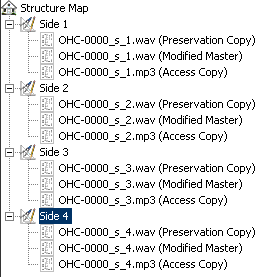 Structure Map
Side 1
OHC-0000_s_1.wav (Preservation Copy)
OHC-0000_s_1.wav (Modified Master)
OHC-0000_s_1.mp3 (Access Copy)
Side 2
OHC-0000_s_2.wav (Preservation Copy)
OHC-0000_s_2.wav (Modified Master)
OHC-0000_s_2.mp3 (Access Copy)
Side 3
OHC-0000_s_3.wav (Preservation Copy)
OHC-0000_s_3.wav (Modified Master)
OHC-0000_s_3.mp3 (Access Copy)
Side 4
OHC-0000_s_4.wav (Preservation Copy)
OHC-0000_s_4.wav (Modified Master)
OHC-0000_s_4.mp3 (Access Copy)